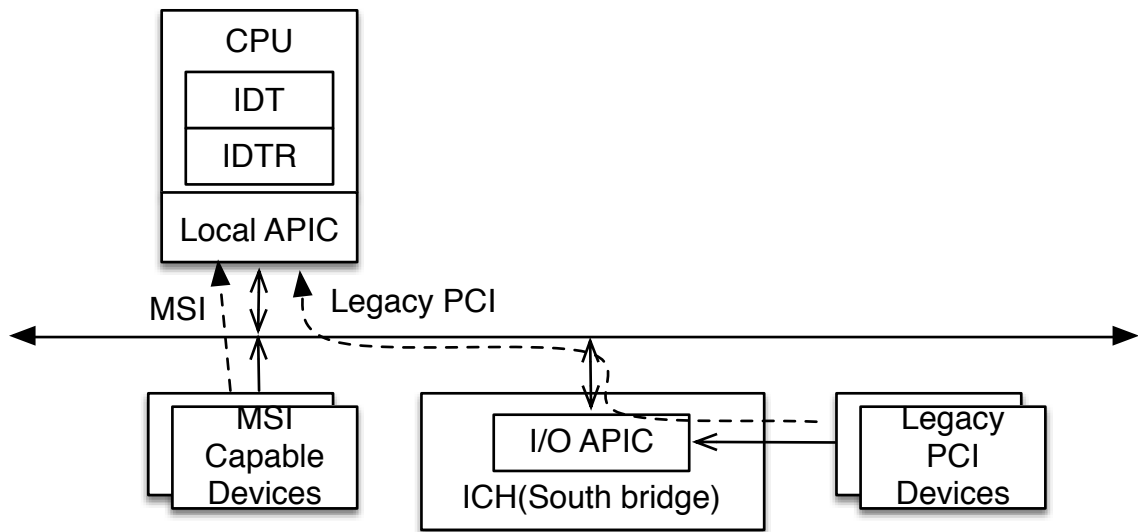 CPU
IDT
IDTR
Local APIC
MSI
Legacy PCI
MSI
Capable
Devices
I/O APIC
ICH(South bridge)
Legacy
PCI
Devices